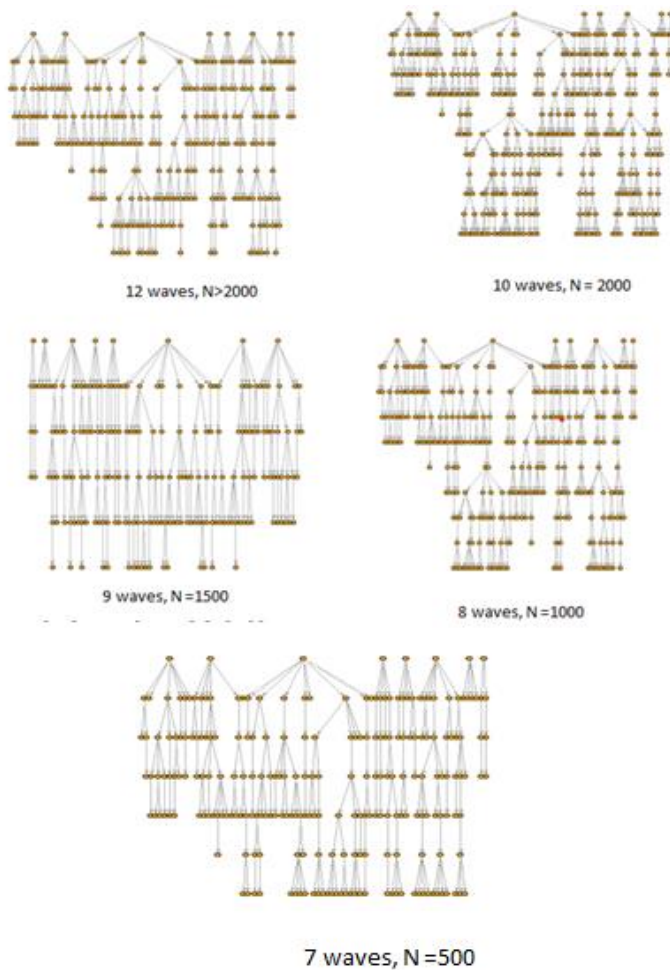 12 waves, N>2000
10 waves, N = 2000
9 waves, N =1500
8 waves, N =1000
7 waves, N =500